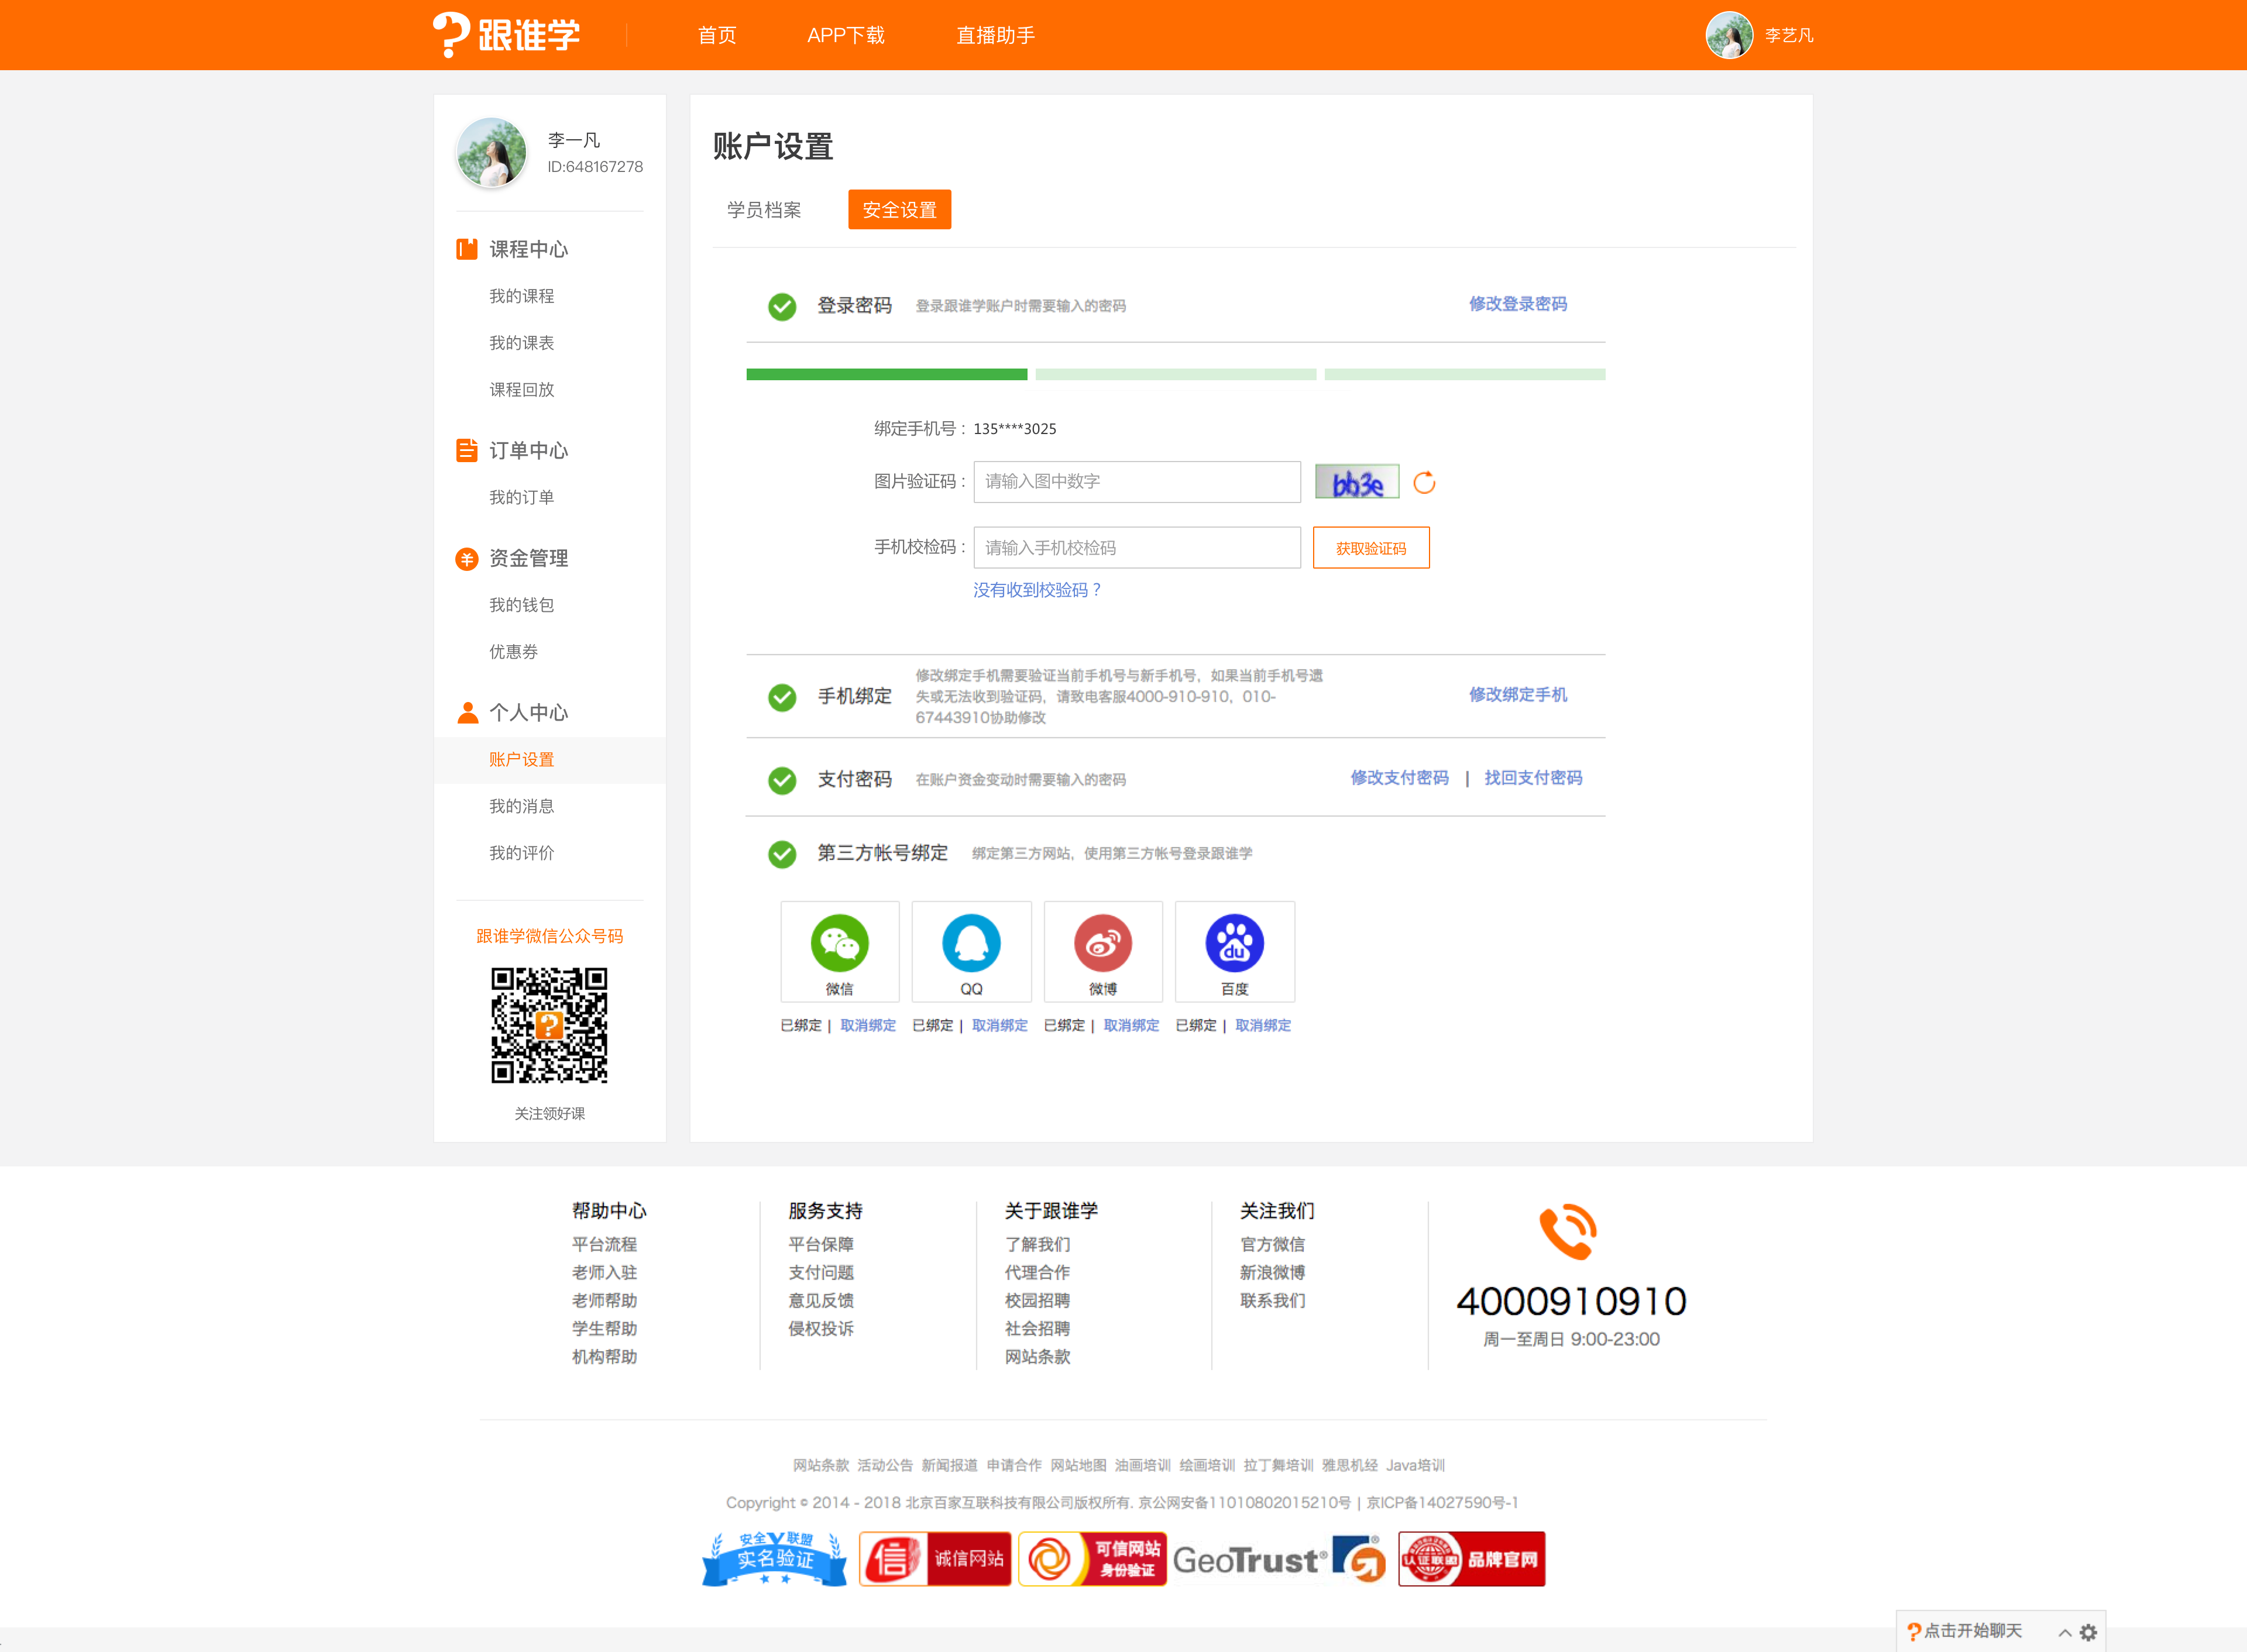 跟谁学
首页
APP下载
直播助手
李艺凡
李一凡
ID:648167278
课程中心
我的课程
我的课表
课程回放
订单中心
我的订单
资金管理
我的钱包
优惠券
个人中心
账户设置
我的消息
我的评价
跟谁学微信公众号码
关注领好课
账户设置
学员档案
安全设置
登录密码 登录跟谁学账户时需要输入的密码 修改登录密码
绑定手机号：135****3025
图片验证码： 请输入图中数字 bb3e
手机校检码： 请输入手机校检码 获取验证码
没有收到校验码？
手机绑定
修改绑定手机需要验证当前手机号与新手机号，如果当前手机号遗
失或无法收到验证码，请致电客服4000-910-910，010-
67443910协助修改
修改绑定手机
支付密码 在账户资金变动时需要输入的密码 修改支付密码 | 找回支付密码
第三方帐号绑定 绑定第三方网站，使用第三方帐号登录跟谁学
du
微信 QQ 微博 百度
已绑定 | 取消绑定 已绑定 | 取消绑定 已绑定 | 取消绑定 已绑定 | 取消绑定
帮助中心
平台流程
老师入驻
老师帮助
学生帮助
机构帮助
服务支持
平台保障
支付问题
意见反馈
侵权投诉
关于跟谁学
了解我们
代理合作
校园招聘
社会招聘
网站条款
关注我们
官方微信
新浪微博
联系我们
4000910910
周一至周日 9:00-23:00
网站条款 活动公告 新闻报道 申请合作 网站地图 油画培训 绘画培训 拉丁舞培训 雅思机经 Java培训
Copyright © 2014 - 2018 北京百家互联科技有限公司版权所有. 京公网安备11010802015210号 | 京ICP备14027590号-1
安全联盟
实名验证
信 诚信网站
可信网站
身份验证
GeoTrust®
认证联盟 品牌官网
点击开始聊天